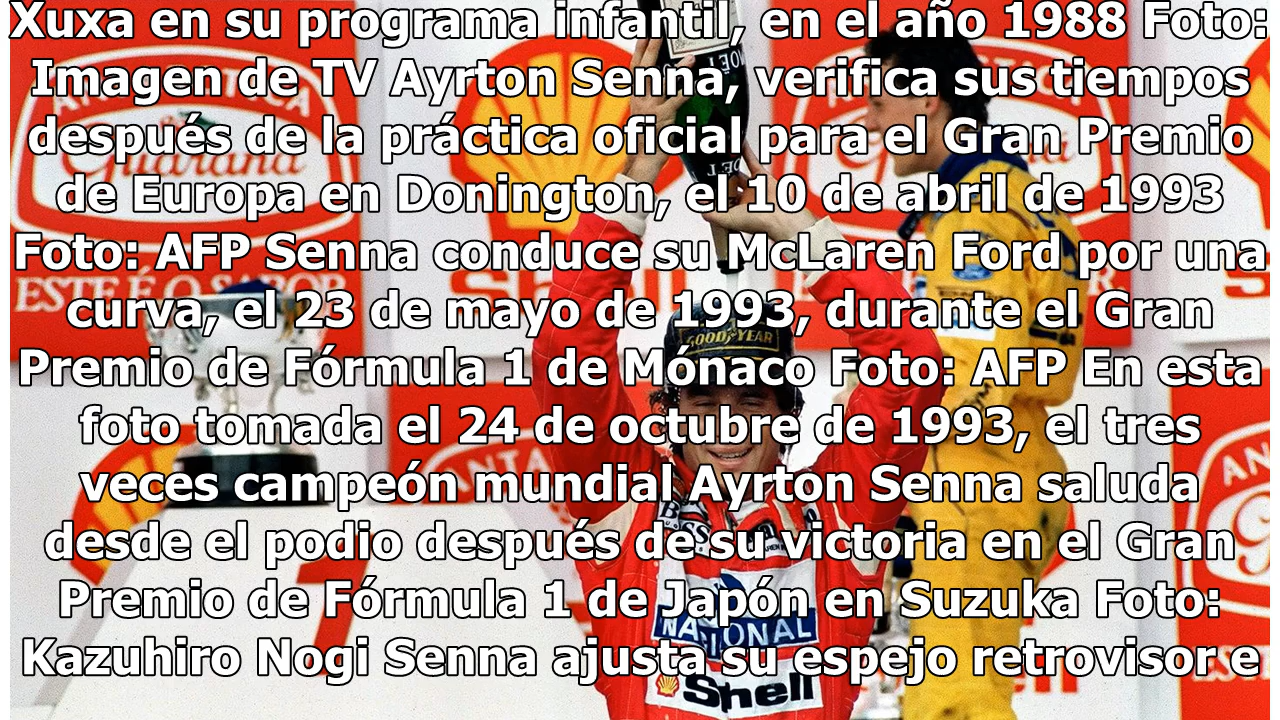 Xuxa en su programa infantil, en el año 1988 Foto:
Imagen de TV Ayrton Senna, verifica sus tiempos
después de la práctica oficial para el Gran Premio
de Europa en Donington, el 10 de abril de 1993
Foto: AFP Senna conduce su McLaren Ford por una
curva, el 23 de mayo de 1993, durante el Gran
Premio de Fórmula 1 de Mónaco Foto: AFP En esta
foto tomada el 24 de octubre de 1993, el tres
veces campeón mundial Ayrton Senna saluda
desde el podio después de su victoria en el Gran
Premio de Fórmula 1 de Japón en Suzuka Foto:
Kazuhiro Nogi Senna ajusta su espejo retrovisor e
GOOD YEAR
Ford
NACIONAL
Shell